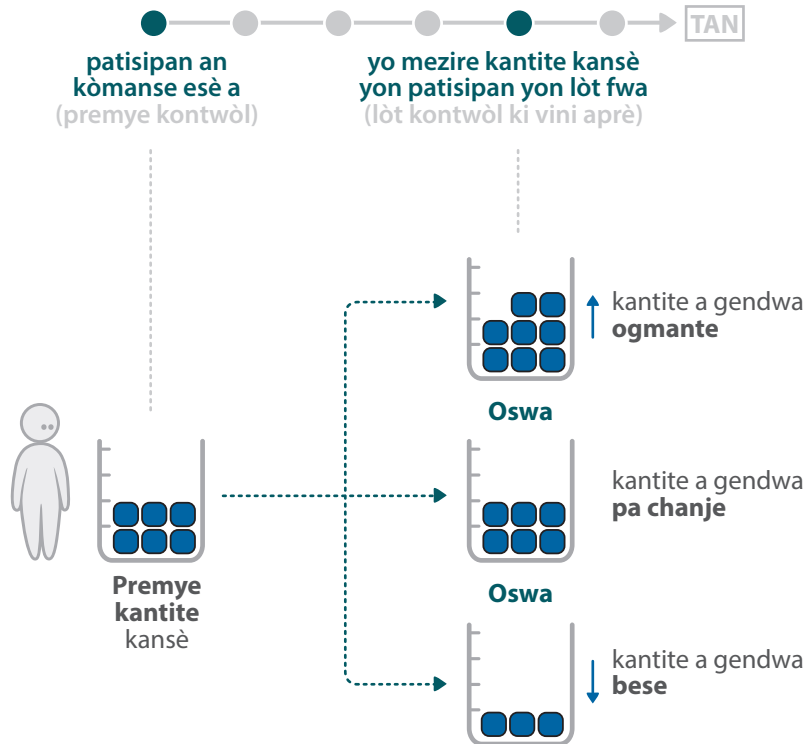 TAN
patisipan an
kòmanse esè a
(premye kontwòl)
yo mezire kantite kansè
yon patisipan yon lòt fwa
(lòt kontwòl ki vini aprè)
kantite a gendwa
ogmante
Oswa
kantite a gendwa
pa chanje
Premye
kantite
kansè
Oswa
kantite a gendwa
bese